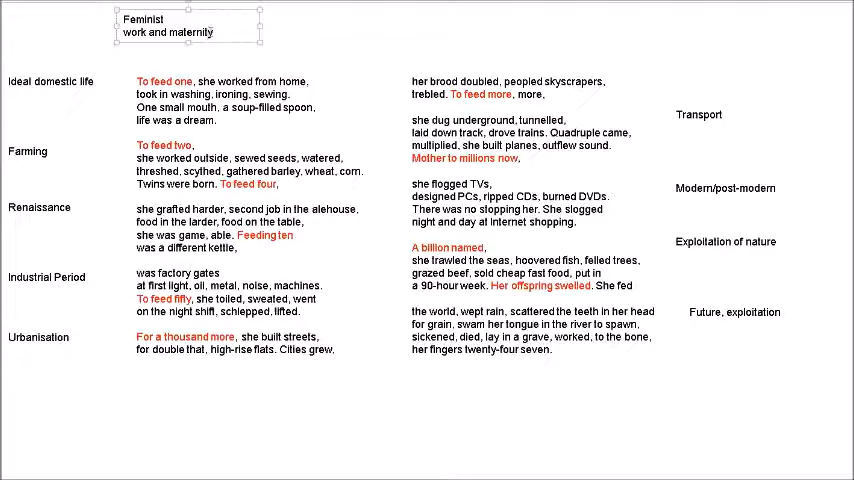 Feminist
work and maternity
Ideal domestic life
To feed one, she worked from home,
took in washing, ironing, sewing.
One small mouth, a soup-filled spoon,
life was a dream.
Farming
To feed two,
she worked outside, sewed seeds, watered,
threshed, scythed, gathered barley, wheat, corn.
Twins were born. To feed four,
Renaissance
she grafted harder, second job in the alehouse,
food in the larder, food on the table,
she was game, able. Feeding ten
was a different kettle,
Industrial Period
was factory gates
at first light, oil, metal, noise, machines.
To feed fifty, she toiled, sweated, went
on the night shift, schlepped, lifted.
Urbanisation
For a thousand more, she built streets,
for double that, high-rise flats. Cities grew,
her brood doubled, peopled skyscrapers,
trebled. To feed more, more,
Transport
she dug underground, tunnelled,
laid down track, drove trains. Quadruple came,
multiplied, she built planes, outflew sound.
Mother to millions now,
Modern/post-modern
she flogged TVs,
designed PCs, ripped CDs, burned DVDs.
There was no stopping her. She slogged
night and day at Internet shopping.
Exploitation of nature
A billion named,
she trawled the seas, hoovered fish, felled trees,
grazed beef, sold cheap fast food, put in
a 90-hour week. Her offspring swelled. She fed
Future, exploitation
the world, wept rain, scattered the teeth in her head
for grain, swam her tongue in the river to spawn,
sickened, died, lay in a grave, worked, to the bone,
her fingers twenty-four seven.